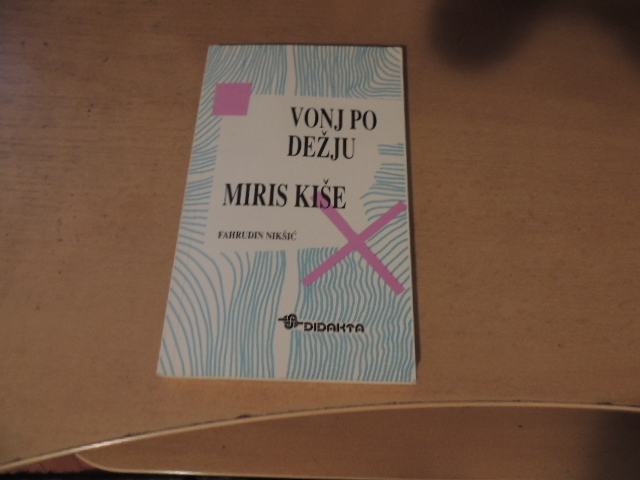 VONJ PO
DEŽJU
MIRIS KIŠE
FAHRUDIN NIKŠIĆ
DIDAKTA